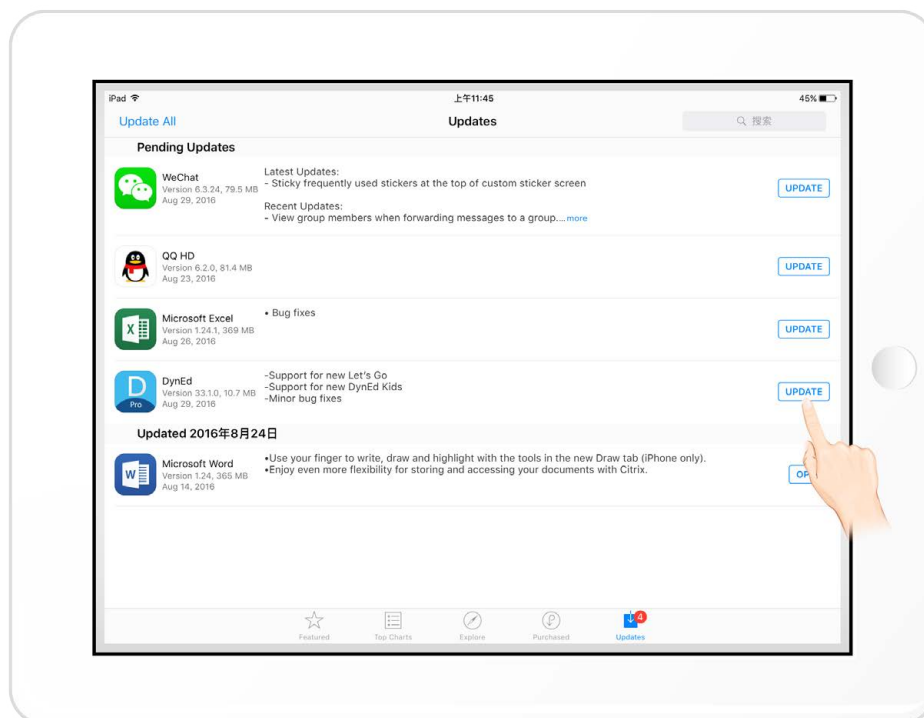 iPad 上午11:45 45%
Update All Updates 搜索
Pending Updates
WeChat
Version 6.3.24, 79.5 MB
Aug 29, 2016
Latest Updates:
- Sticky frequently used stickers at the top of custom sticker screen
Recent Updates:
- View group members when forwarding messages to a group....more
UPDATE
QQ HD
Version 6.2.0, 81.4 MB
Aug 23, 2016
UPDATE
Microsoft Excel
Version 1.24.1, 369 MB
Aug 26, 2016
• Bug fixes
UPDATE
D
Pro
DynEd
Version 33.1.0, 10.7 MB
Aug 29, 2016
-Support for new Let's Go
-Support for new DynEd Kids
-Minor bug fixes
UPDATE
Updated 2016年8月24日
W
Microsoft Word
Version 1.24, 365 MB
Aug 14, 2016
•Use your finger to write, draw and highlight with the tools in the new Draw tab (iPhone only).
•Enjoy even more flexibility for storing and accessing your documents with Citrix.
Featured Top Charts Explore Purchased Updates
4